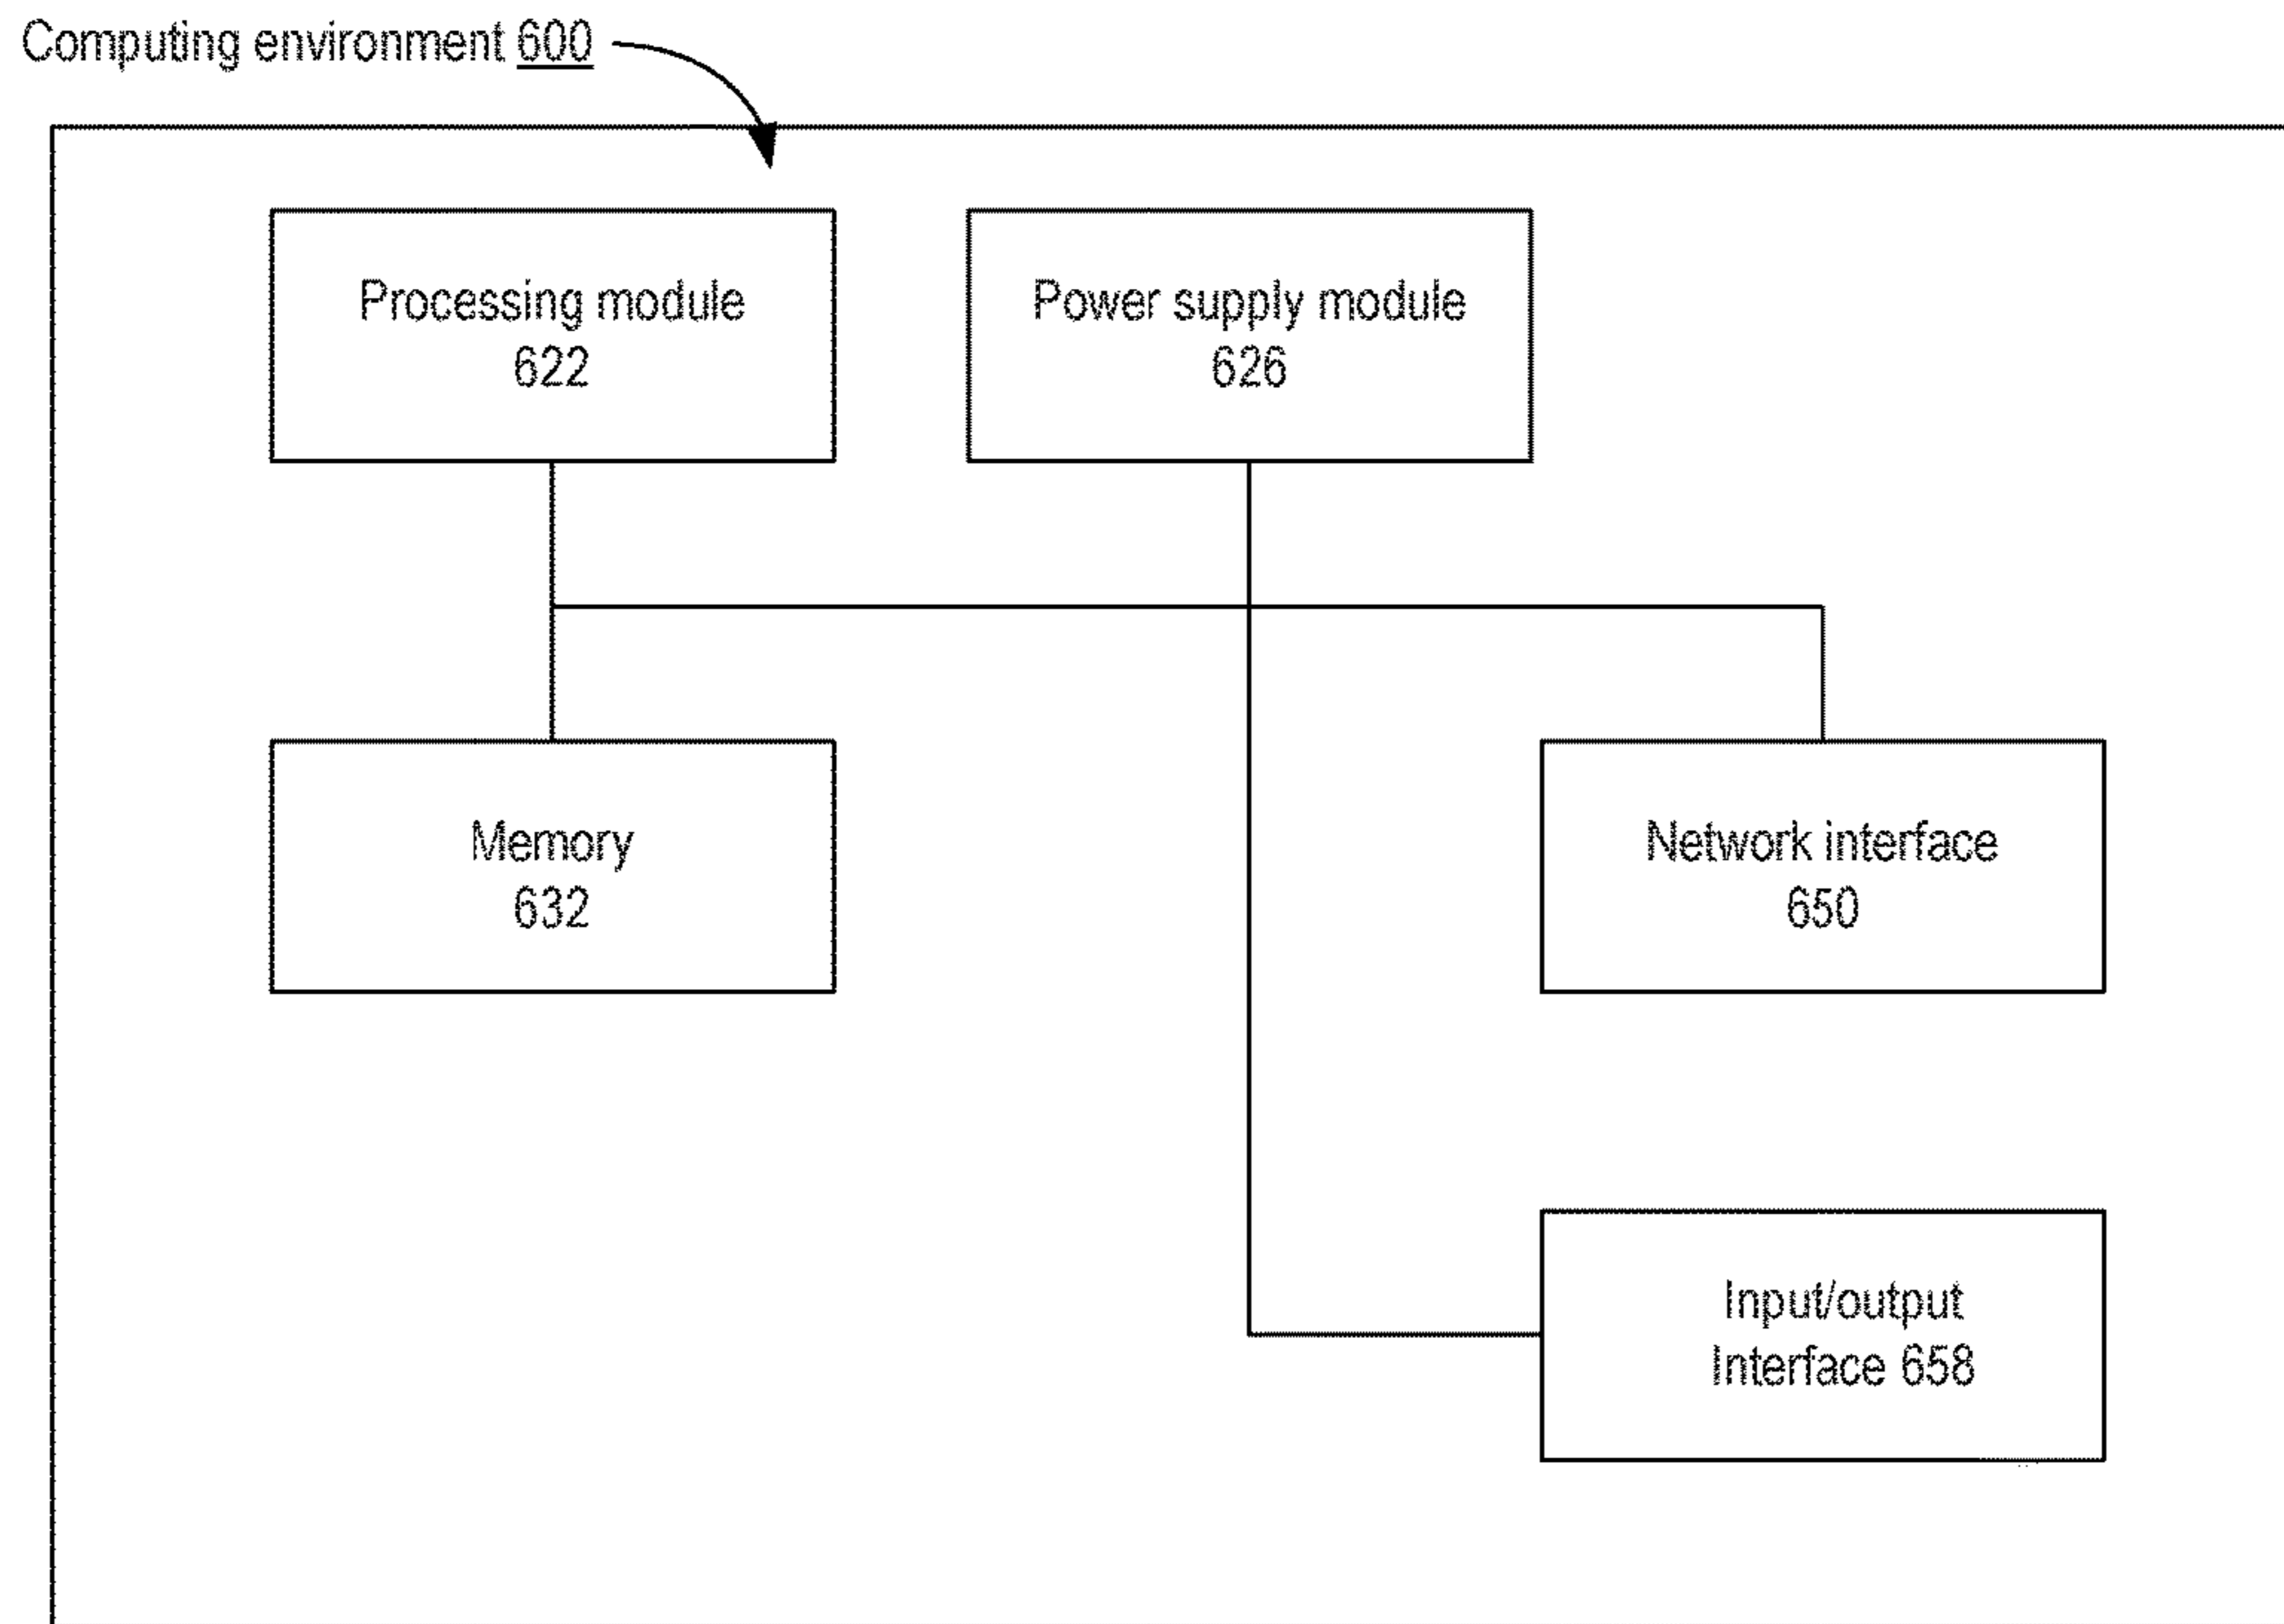 Computing environment 600
Processing module
622
Power supply module
626
Memory
632
Network interface
650
Input/output
Interface 658